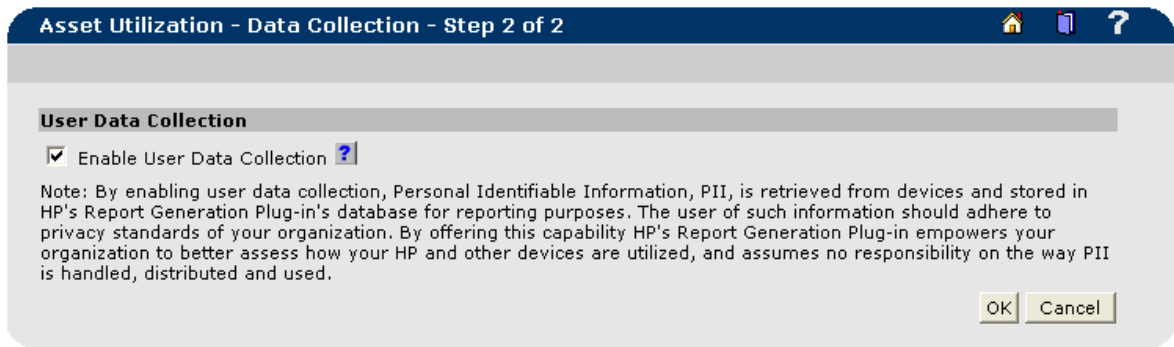 Asset Utilization - Data Collection - Step 2 of 2
?
User Data Collection
Enable User Data Collection ?
Note: By enabling user data collection, Personal Identifiable Information, PII, is retrieved from devices and stored in
HP's Report Generation Plug-in's database for reporting purposes. The user of such information should adhere to
privacy standards of your organization. By offering this capability HP's Report Generation Plug-in empowers your
organization to better assess how your HP and other devices are utilized, and assumes no responsibility on the way PII
is handled, distributed and used.
OK Cancel